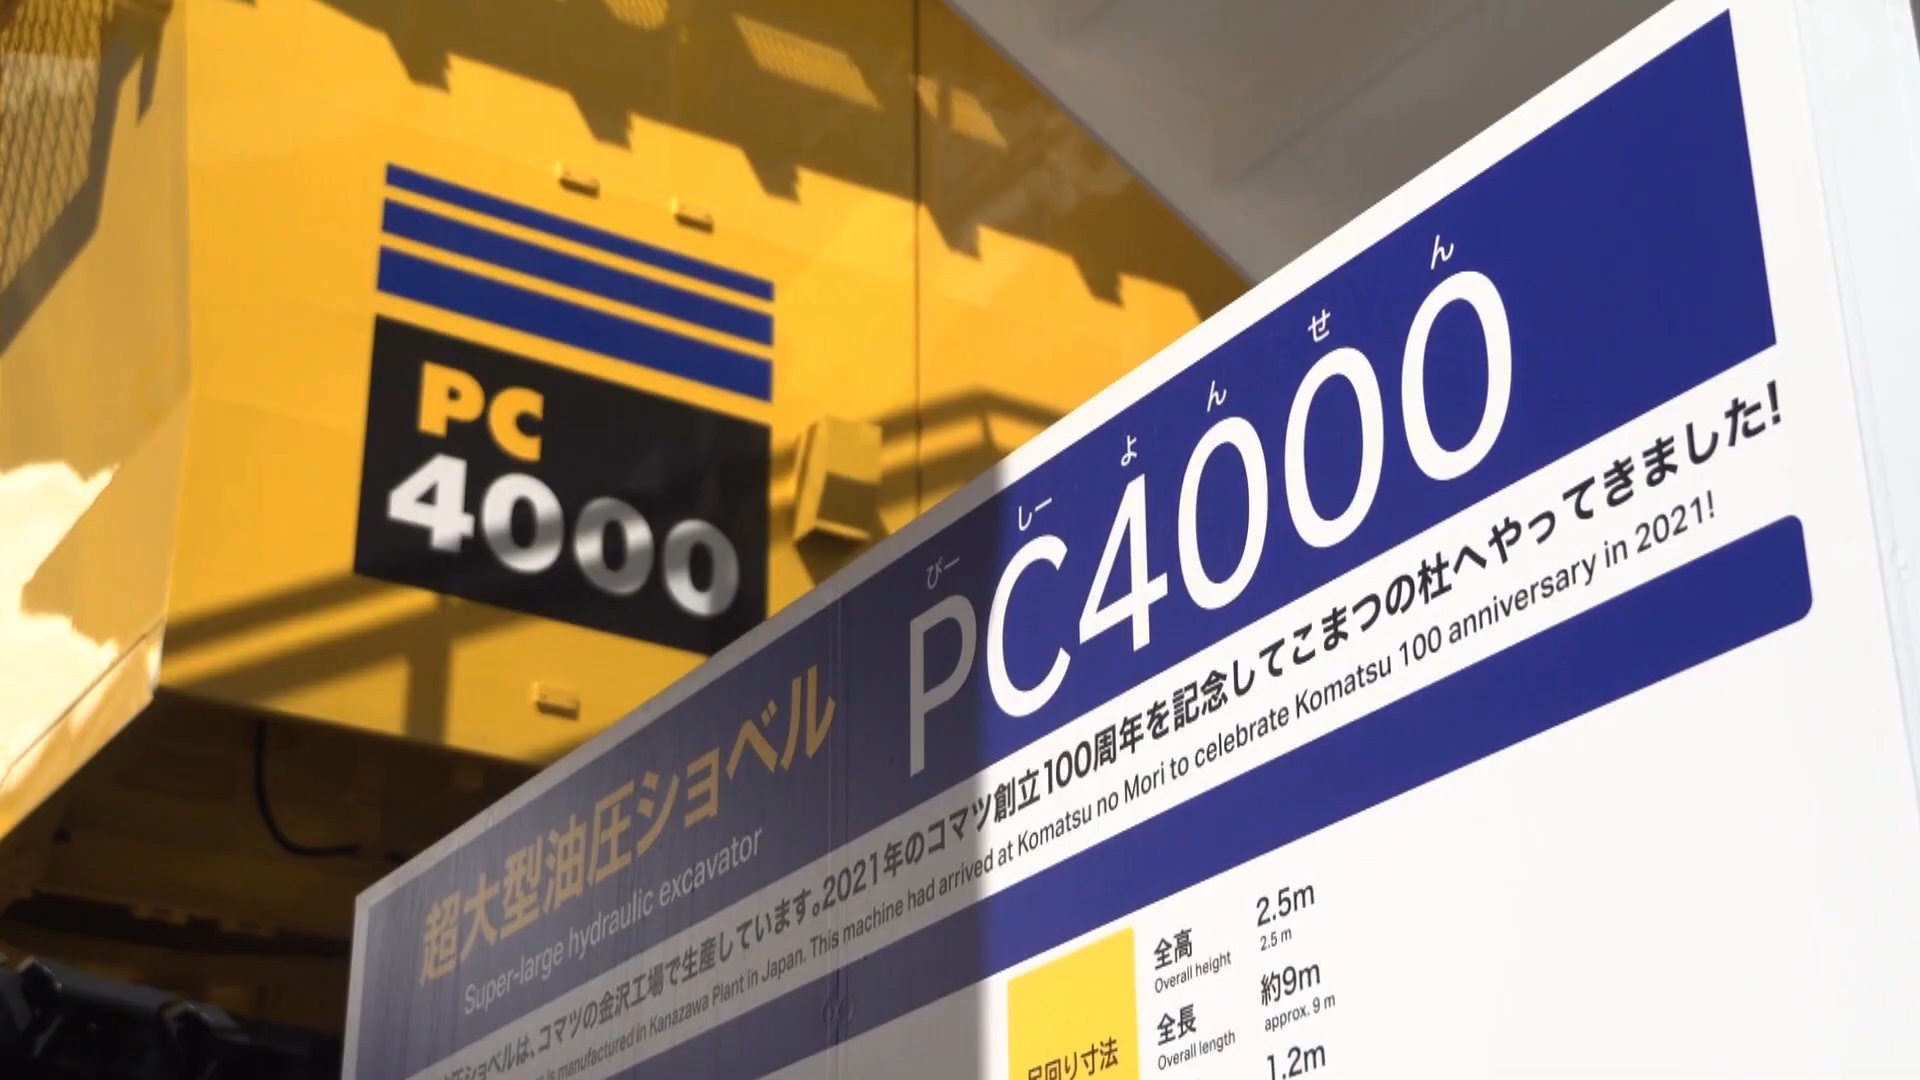 PC
4000
ぴー しー よん せん
超大型油圧ショベル PC4000
Super-large hydraulic excavator
ショベルは、コマツの金沢工場で生産しています。2021年のコマツ創立100周年を記念してこまつの杜へやってきました!
is manufactured in Kanazawa Plant in Japan. This machine had arrived at Komatsu no Mori to celebrate Komatsu 100 anniversary in 2021!
足回り寸法
全高 2.5m
Overall height 2.5 m
全長 約9m
Overall length approx. 9 m
1.2m